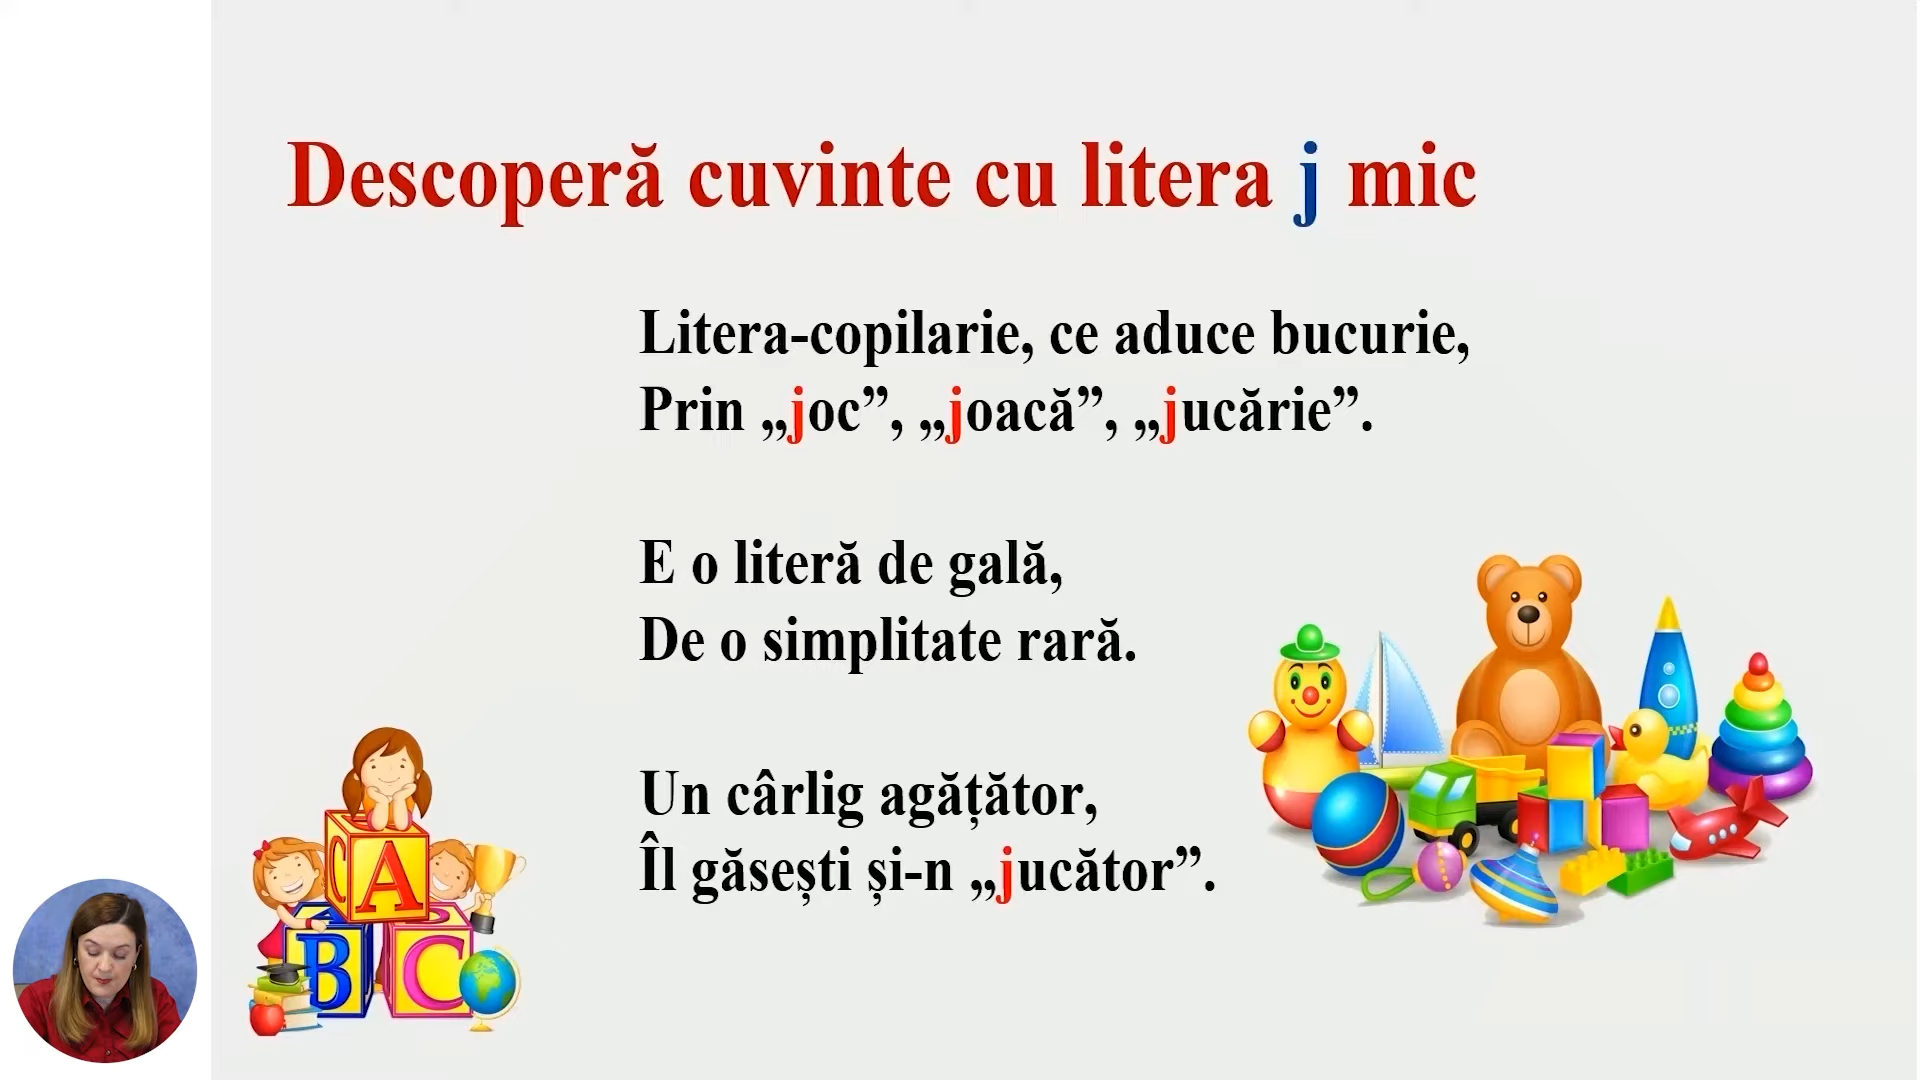 Descoperă cuvinte cu litera j mic
Litera-copilarie, ce aduce bucurie,
Prin „joc”, „joacă”, „jucărie”.
E o literă de gală,
De o simplitate rară.
Un cârlig agățător,
Îl găsești și-n „jucător”.
C A
B C